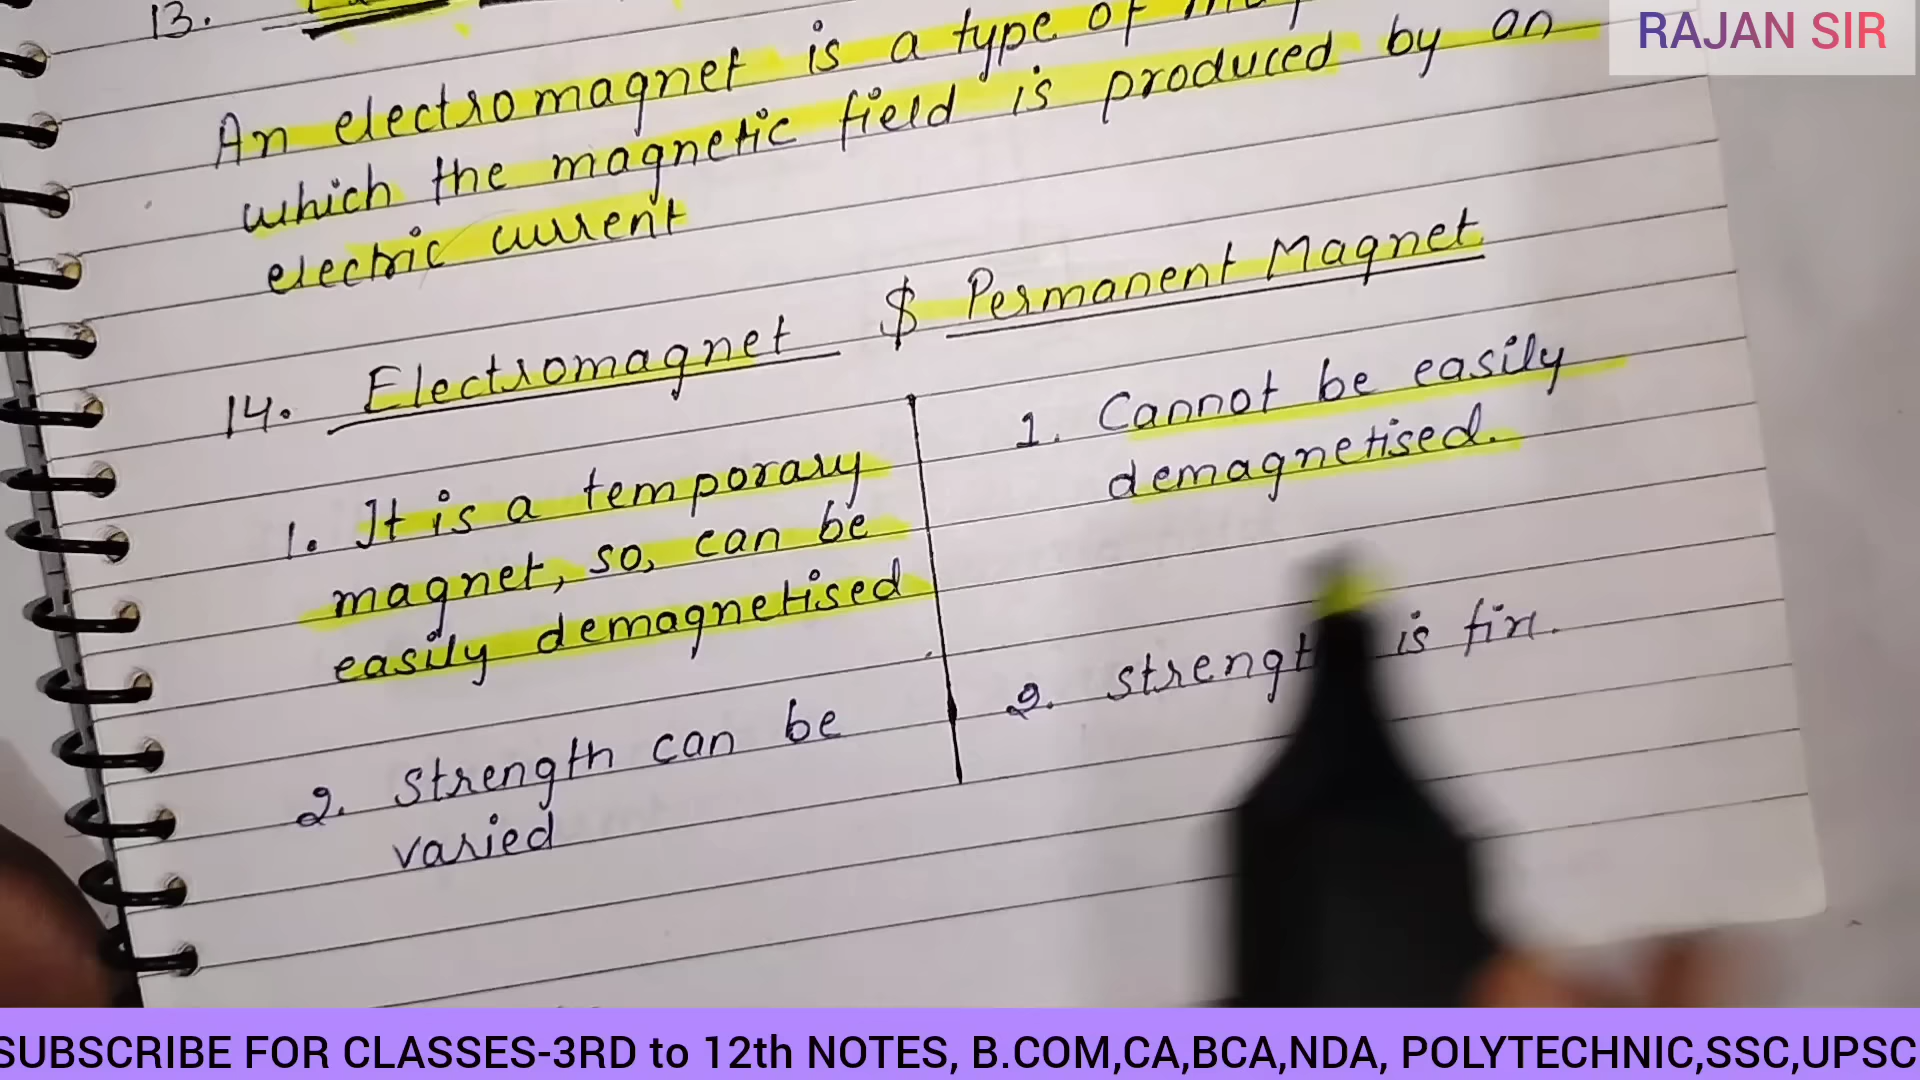 RAJAN SIR
13.
An electromagnet is a type of
which the magnetic field is produced by an
electric current
14. Electromagnet $ Permanent Magnet
1. It is a temporary
magnet, so, can be
easily demagnetised
2. Strength can be
varied
1. Cannot be easily
demagnetised.
2. is fix.
SUBSCRIBE FOR CLASSES-3RD to 12th NOTES, B.COM,CA,BCA,NDA, POLYTECHNIC,SSC,UPSC